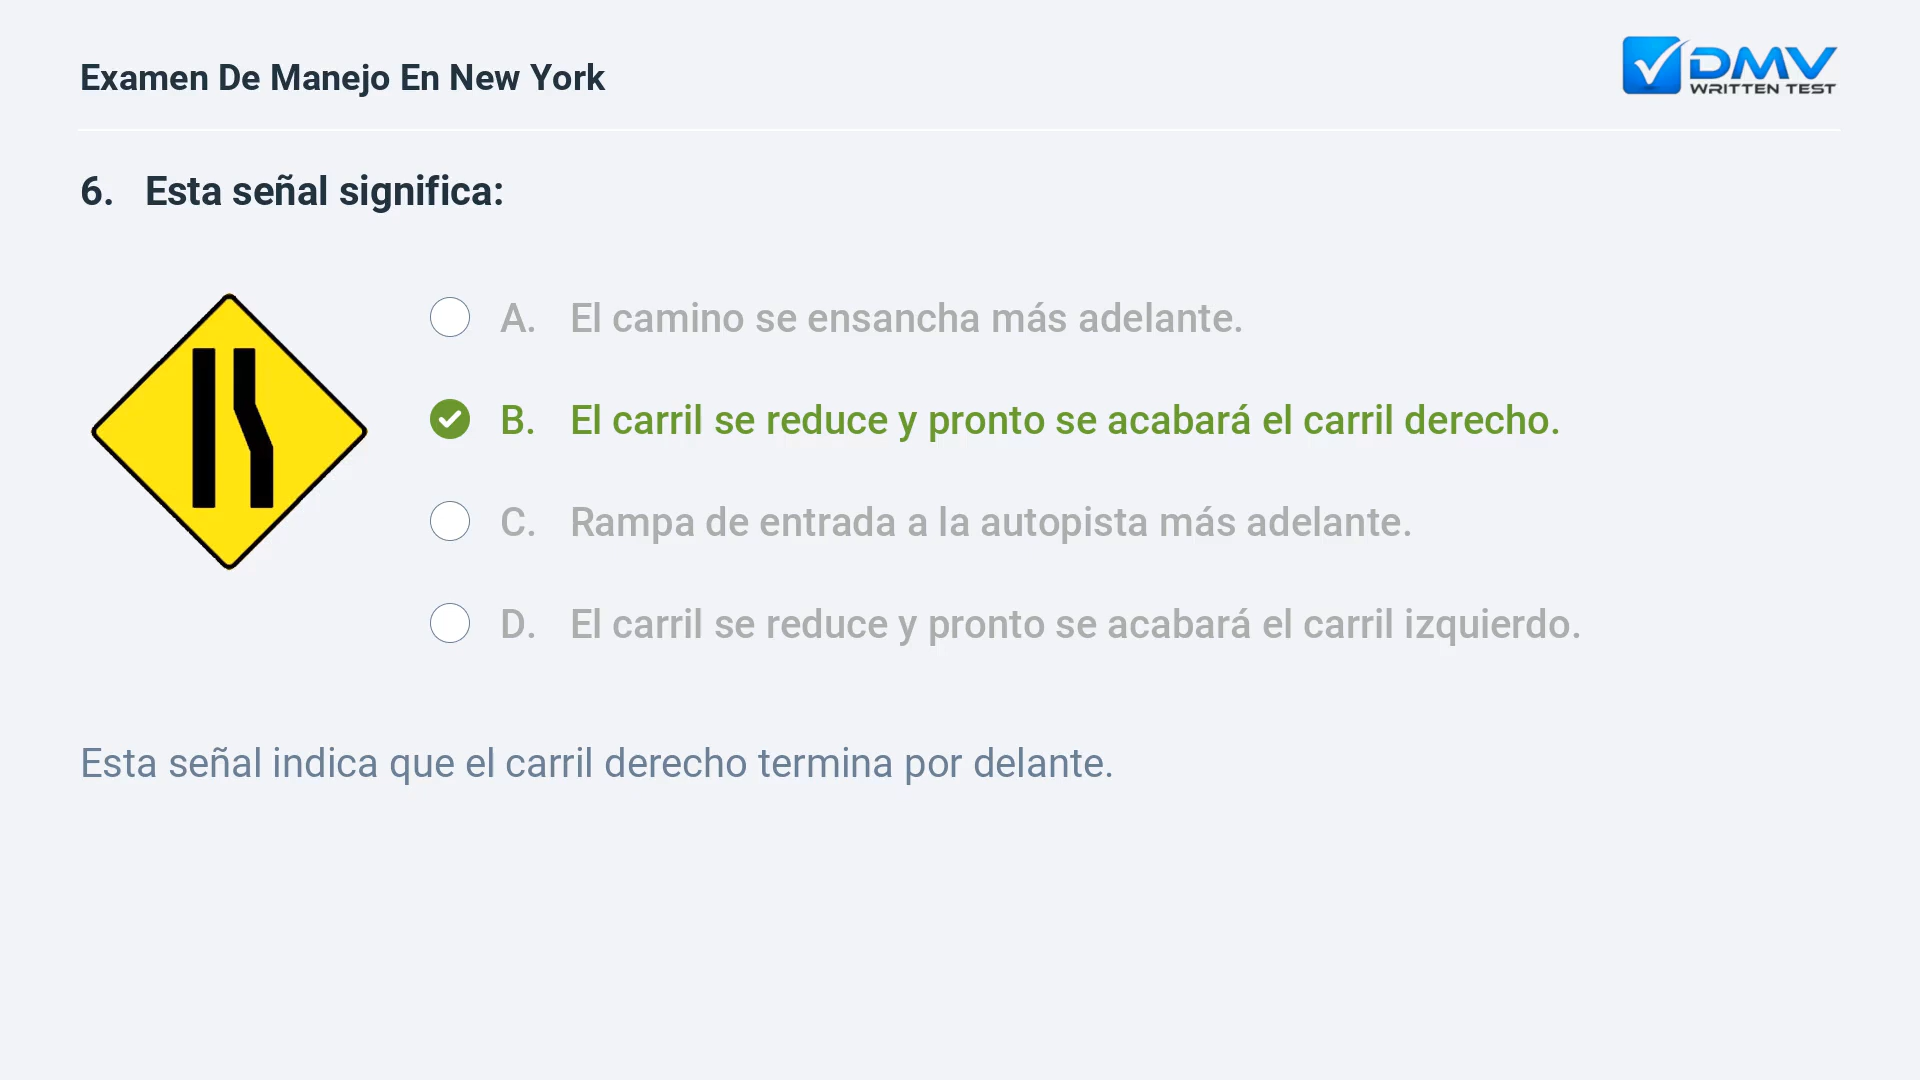 Examen De Manejo En New York
DMV
WRITTEN TEST
6. Esta señal significa:
A. El camino se ensancha más adelante.
B. El carril se reduce y pronto se acabará el carril derecho.
C. Rampa de entrada a la autopista más adelante.
D. El carril se reduce y pronto se acabará el carril izquierdo.
Esta señal indica que el carril derecho termina por delante.